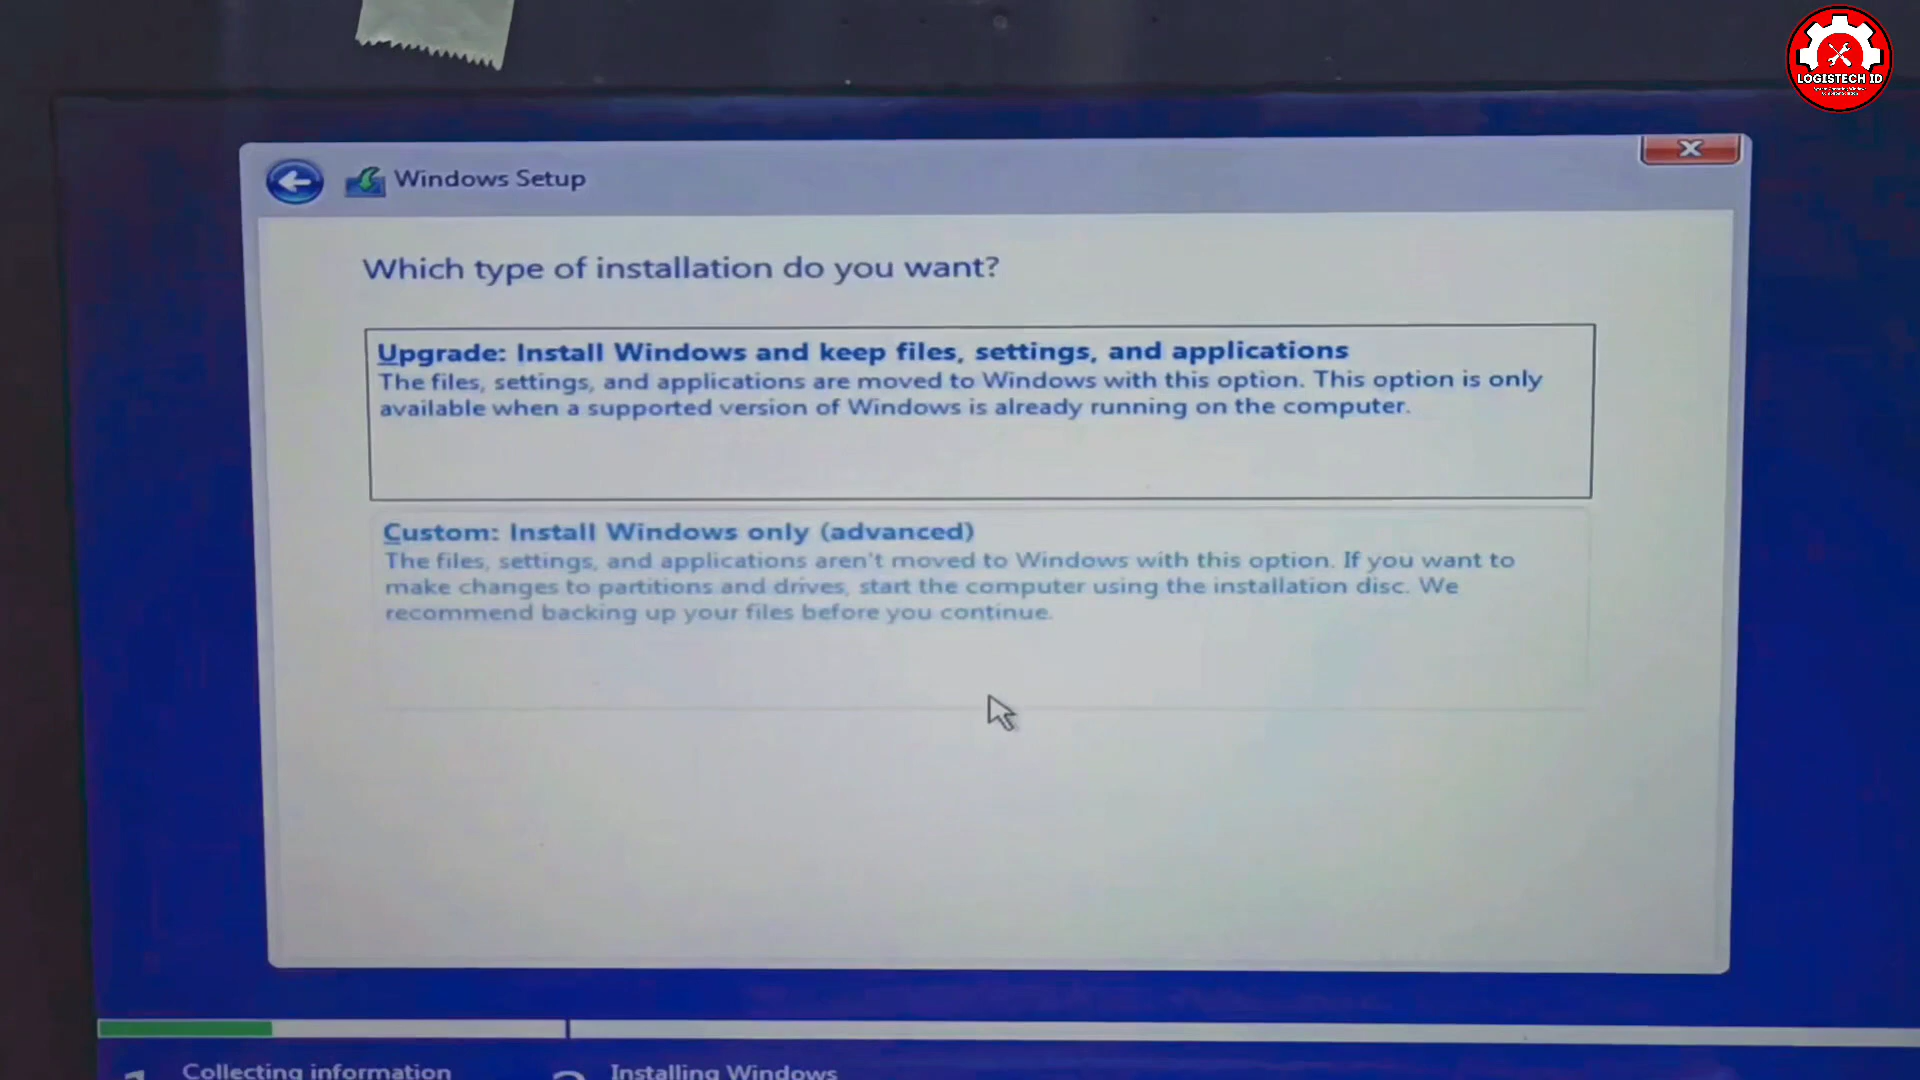 LOGISTECH ID
Windows Setup
Which type of installation do you want?
Upgrade: Install Windows and keep files, settings, and applications
The files, settings, and applications are moved to Windows with this option. This option is only
available when a supported version of Windows is already running on the computer.
Custom: Install Windows only (advanced)
The files, settings, and applications aren't moved to Windows with this option. If you want to
make changes to partitions and drives, start the computer using the installation disc. We
recommend backing up your files before you continue.
1 Collecting information
2 Installing Windows